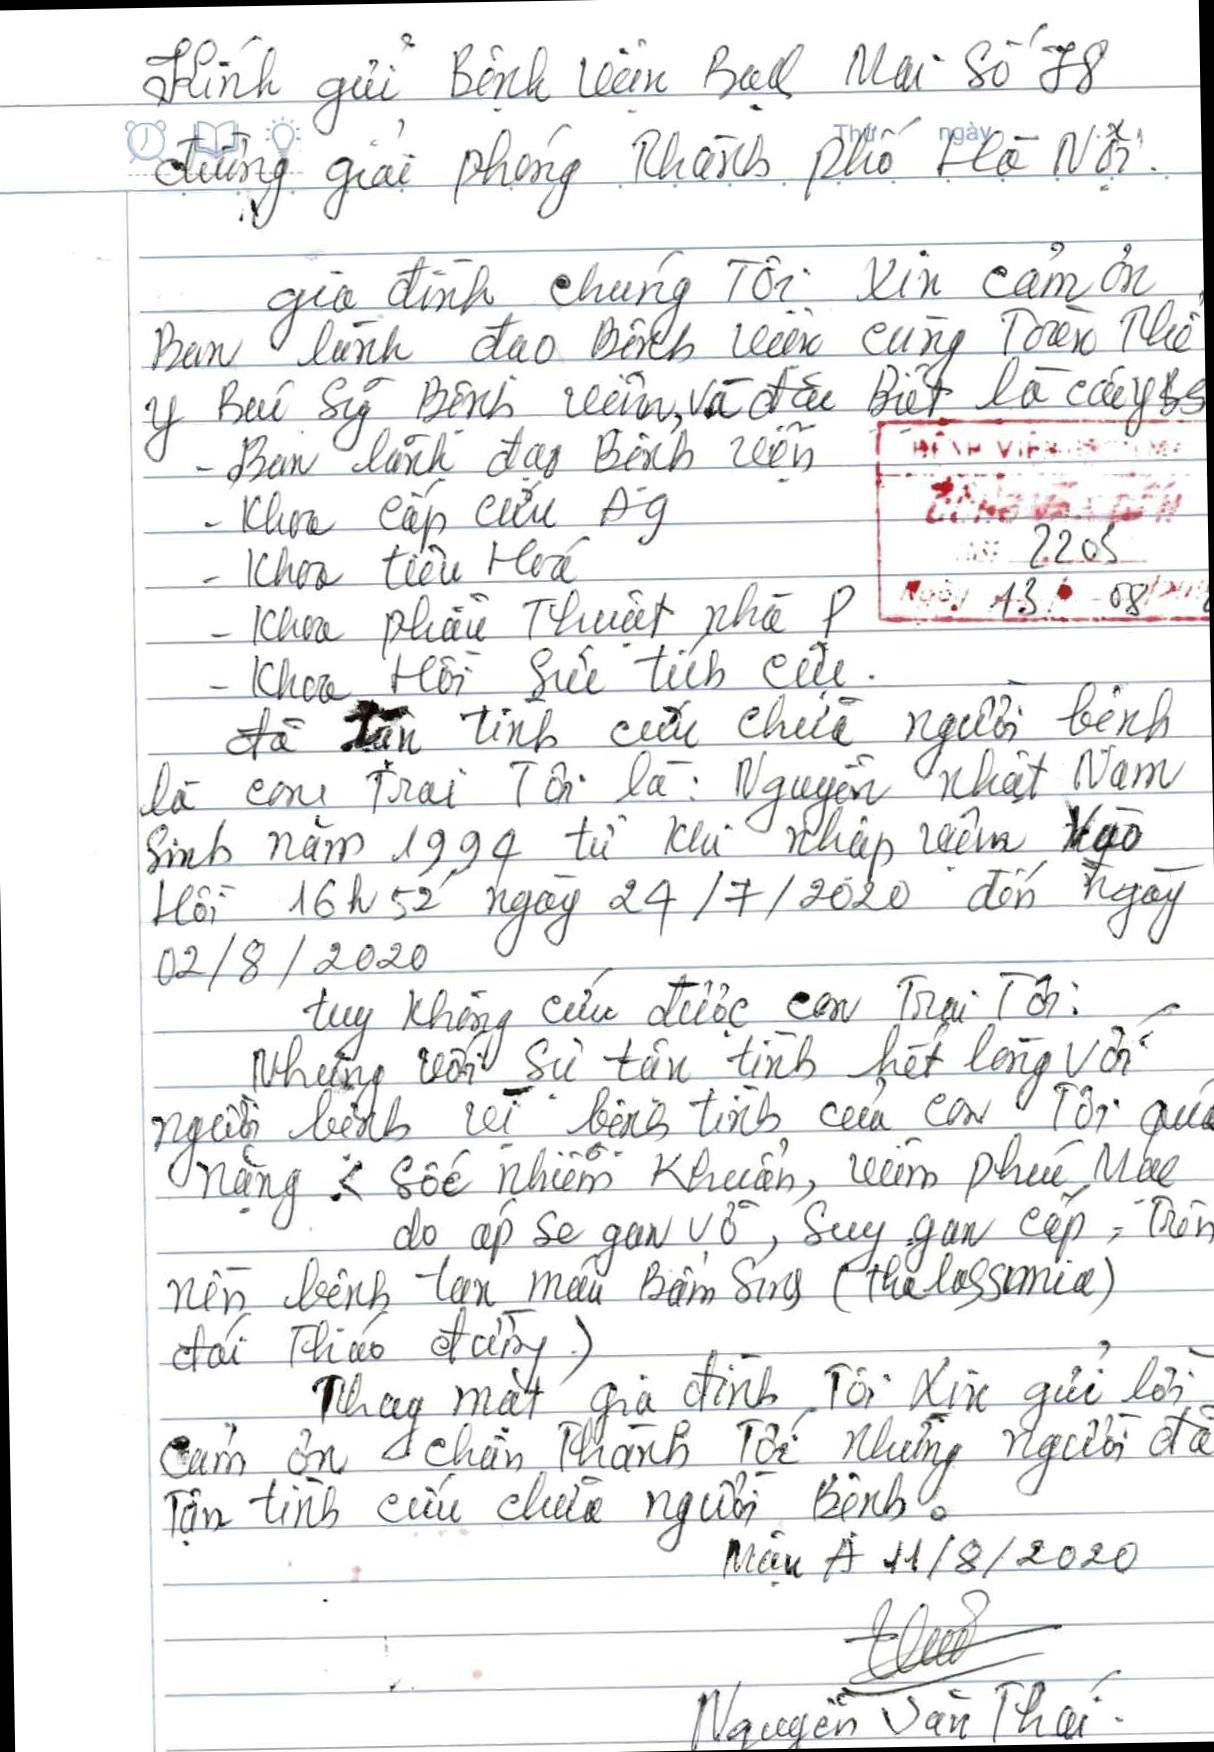 Kính gửi Bệnh viện Bạch Mai Số 78
đường giải phóng Thành phố Hà Nội.
Thứ ngày
gia đình chúng Tôi Xin cảm ơn
Ban lãnh đạo Bệnh viện cùng Toàn Thể
y Bác Sỹ Bệnh viện, và đặc Biệt là các y BS
- Ban lãnh đạo Bệnh viện
BỆNH VIỆN
CÔNG VĂN ĐẾN
- Khoa cấp cứu A9
2205
- Khoa tiêu Hoá
Ngày 13 - 08
- Khoa phẫu Thuật nhà P
- Khoa Hồi Sức tích cực.
đã tận tình cứu chữa người bệnh
là con Trai Tôi là: Nguyễn nhật Nam
Sinh năm 1994 từ khi nhập viện vào
Hồi 16h52 ngày 24/7/2020 đến ngày
02/8/2020
tuy không cứu được con Trai Tôi.
Nhưng với Sự tận tình hết lòng với
người bệnh vì bệnh tình của con Tôi quá
nặng: Sốc nhiễm Khuẩn, viêm phúc Mạc
do áp se gan vỡ, Suy gan cấp, Trên
nền bệnh tan máu Bẩm Sinh (thalassemia)
đái Tháo đường.)
Thay mặt gia đình Tôi Xin gửi lời
cảm ơn chân Thành Tới những người đã
Tận tình cứu chữa người Bệnh.
Mậu A 11/8/2020
Nguyễn Văn Thái.